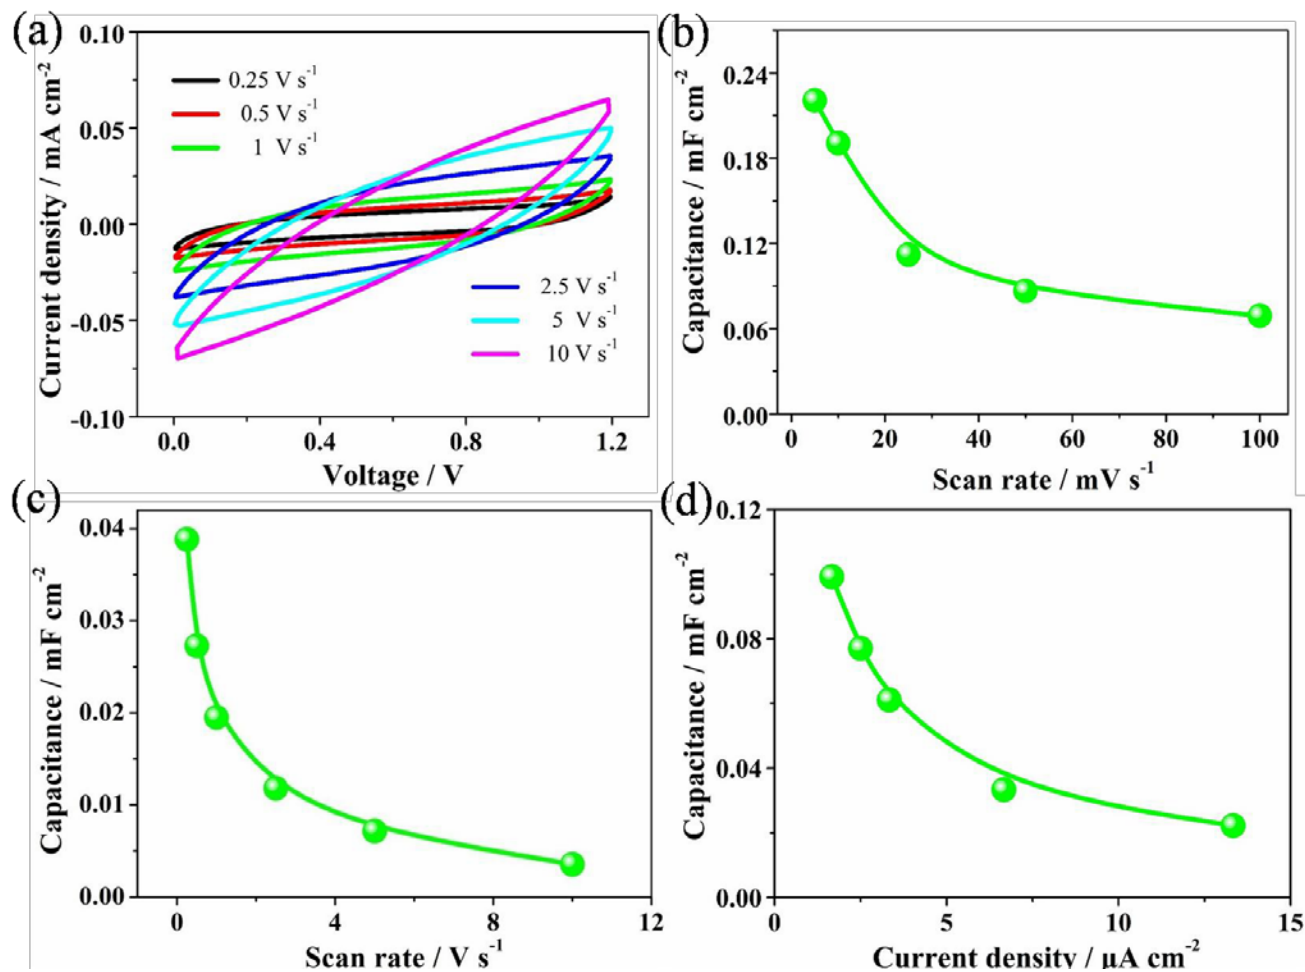 (a)
0.10
0.05
0.00
-0.05
-0.10
Current density / mA cm⁻²
0.25 V s⁻¹
0.5 V s⁻¹
1 V s⁻¹
2.5 V s⁻¹
5 V s⁻¹
10 V s⁻¹
0.0 0.4 0.8 1.2
Voltage / V
(b)
0.24
0.18
0.12
0.06
0.00
Capacitance / mF cm⁻²
0 20 40 60 80 100
Scan rate / mV s⁻¹
(c)
0.04
0.03
0.02
0.01
0.00
Capacitance / mF cm⁻²
0 4 8 12
Scan rate / V s⁻¹
(d)
0.12
0.08
0.04
0.00
Capacitance / mF cm⁻²
0 5 10 15
Current density / μA cm⁻²